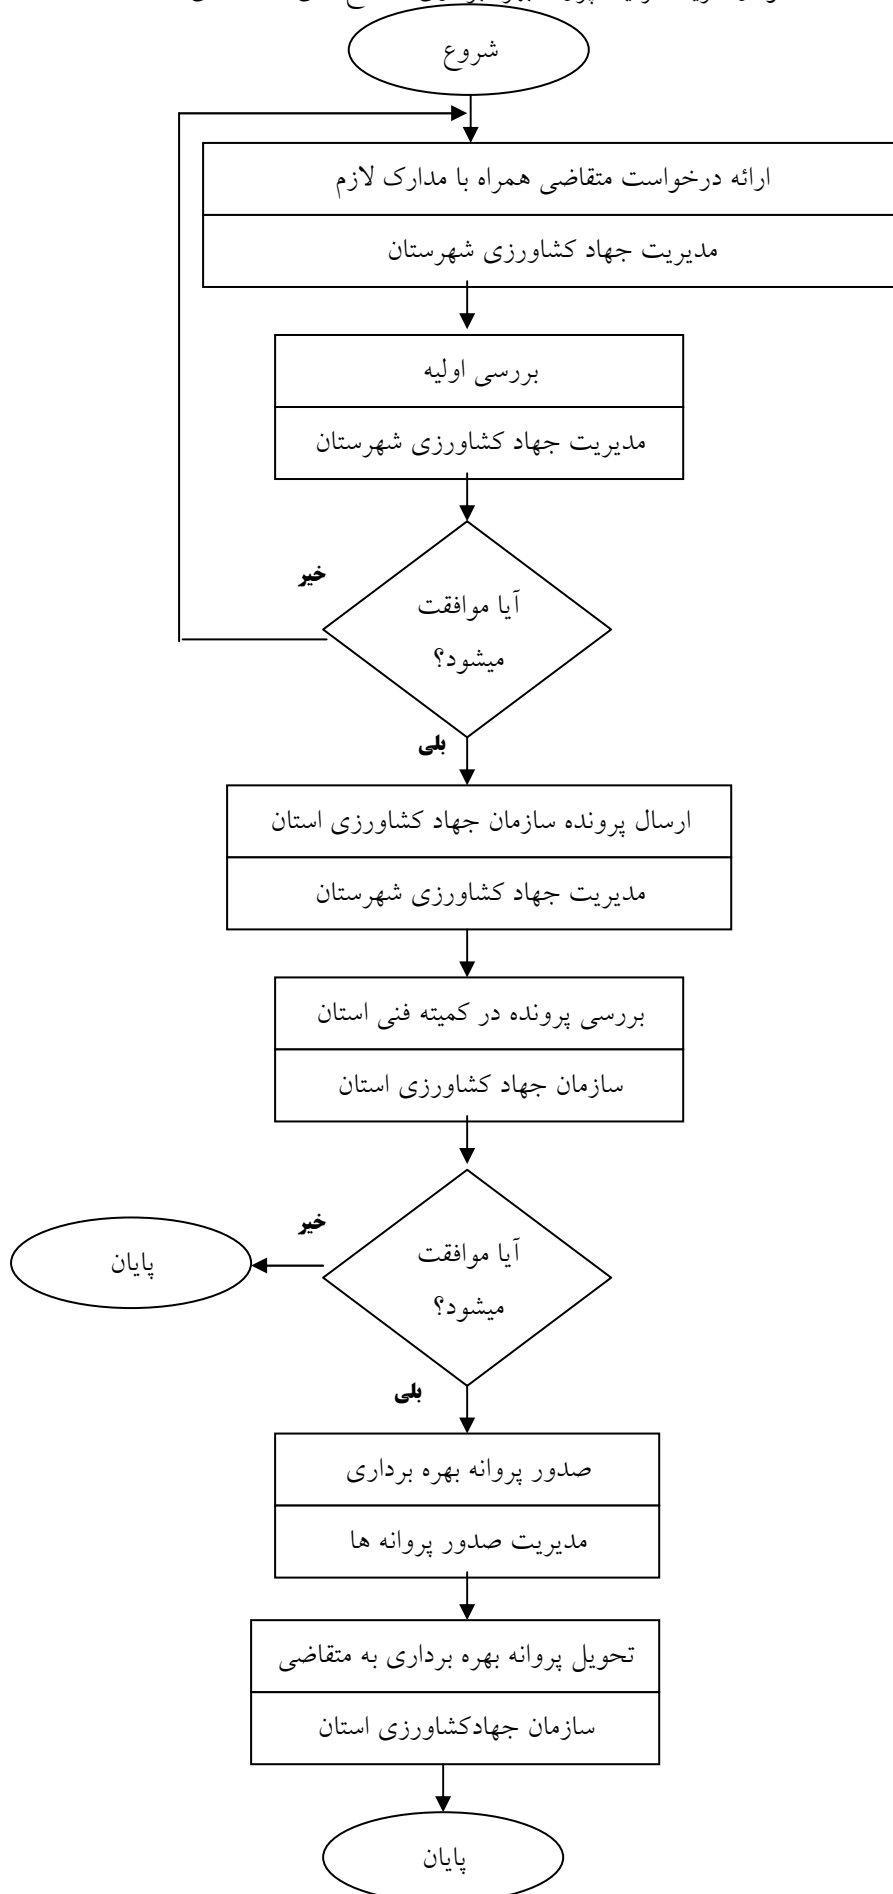 شروع
ارائه درخواست متقاضی همراه با مدارک لازم
مدیریت جهاد کشاورزی شهرستان
بررسی اولیه
مدیریت جهاد کشاورزی شهرستان
خیر
آیا موافقت
میشود؟
بلی
ارسال پرونده سازمان جهاد کشاورزی استان
مدیریت جهاد کشاورزی شهرستان
بررسی پرونده در کمیته فنی استان
سازمان جهاد کشاورزی استان
خیر
آیا موافقت
میشود؟
پایان
بلی
صدور پروانه بهره برداری
مدیریت صدور پروانه ها
تحویل پروانه بهره برداری به متقاضی
سازمان جهادکشاورزی استان
پایان